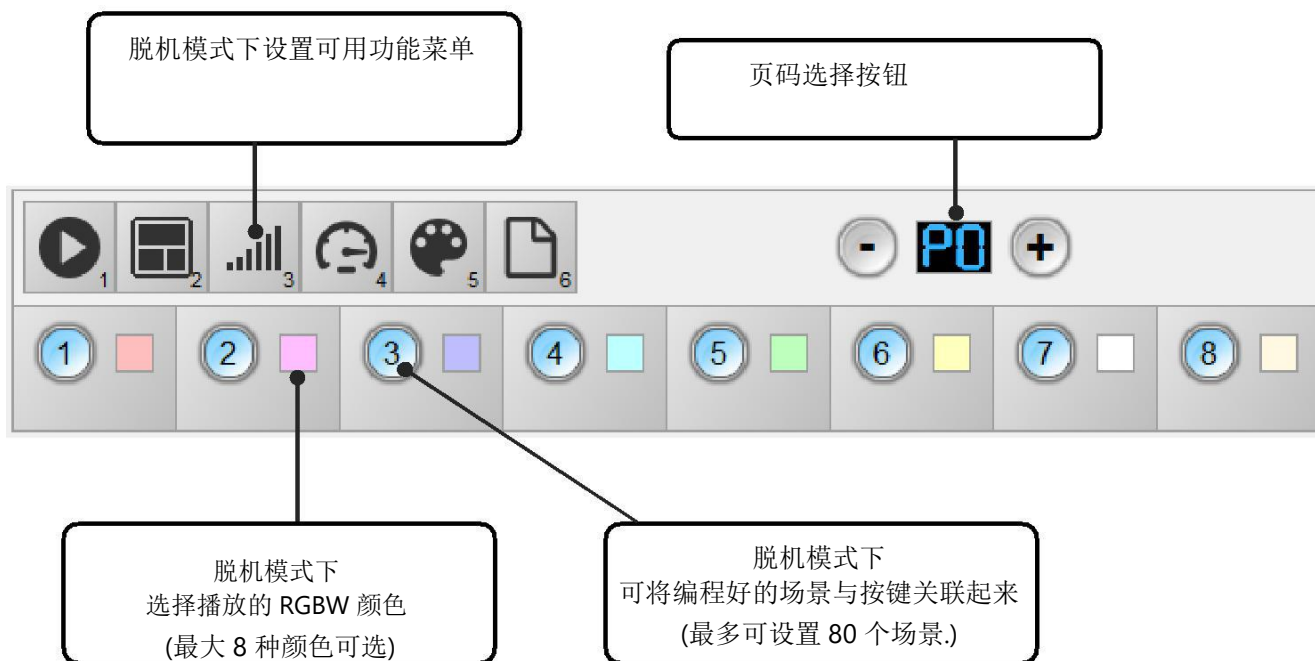 脱机模式下设置可用功能菜单
页码选择按钮
1 2 3 4 5 6
- P0 +
1 2 3 4 5 6 7 8
脱机模式下
选择播放的 RGBW 颜色
(最大 8 种颜色可选)
脱机模式下
可将编程好的场景与按键关联起来
(最多可设置 80 个场景.)